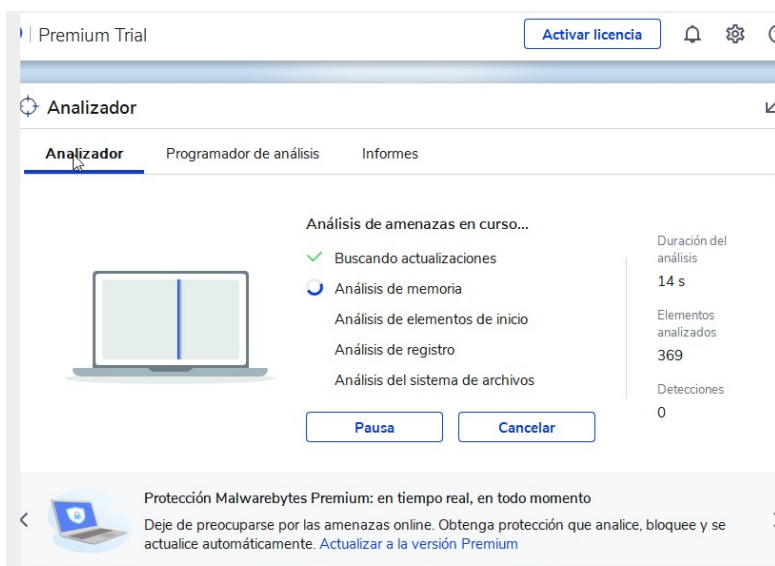 Premium Trial
Activar licencia
Analizador
Analizador
Programador de análisis
Informes
Análisis de amenazas en curso...
Buscando actualizaciones
Análisis de memoria
Análisis de elementos de inicio
Análisis de registro
Análisis del sistema de archivos
Pausa
Cancelar
Duración del
análisis
14 s
Elementos
analizados
369
Detecciones
0
Protección Malwarebytes Premium: en tiempo real, en todo momento
Deje de preocuparse por las amenazas online. Obtenga protección que analice, bloquee y se
actualice automáticamente. Actualizar a la versión Premium